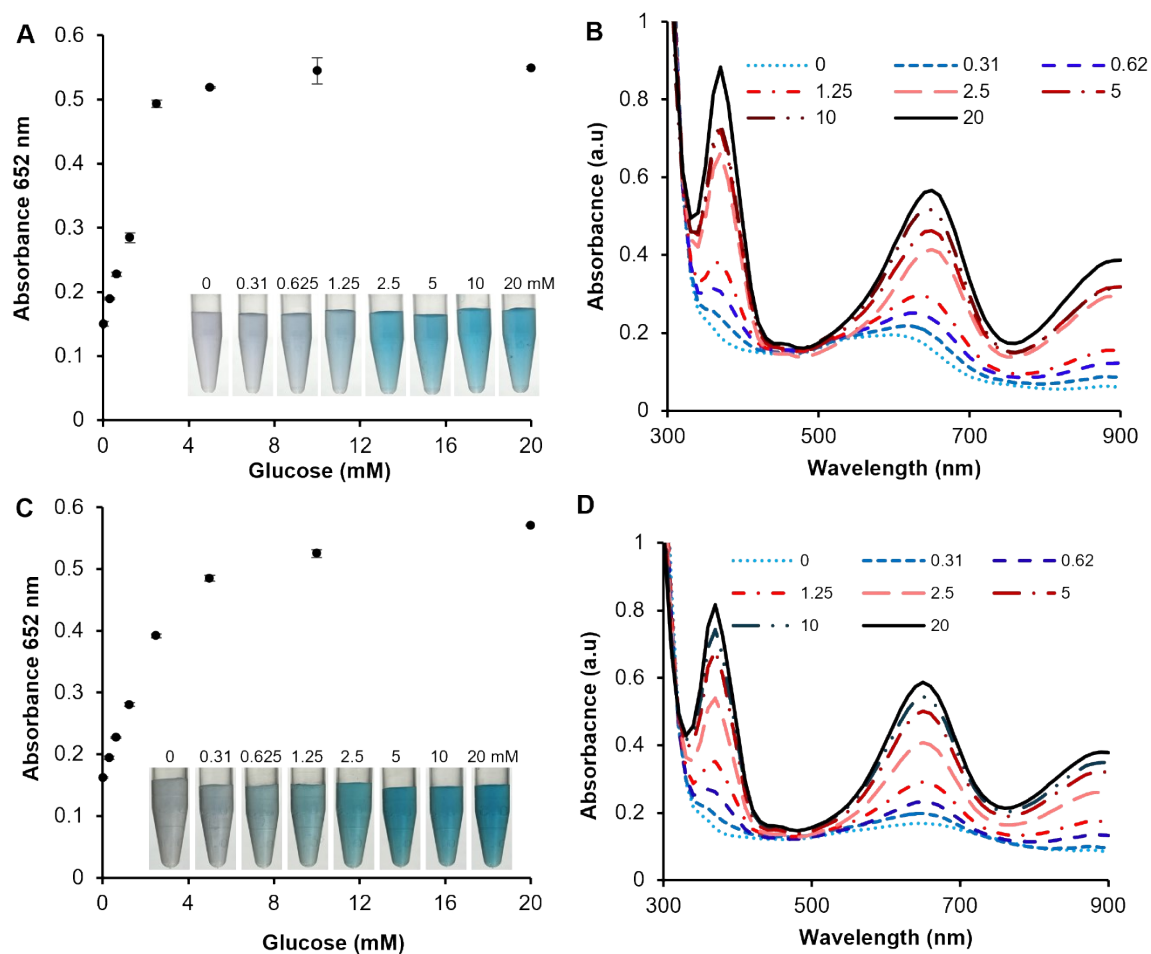 A
Absorbance 652 nm
0.6
0.5
0.4
0.3
0.2
0.1
0
0 0.31 0.625 1.25 2.5 5 10 20 mM
0 4 8 12 16 20
Glucose (mM)
B
Absorbacnce (a.u)
1
0.8
0.6
0.4
0.2
0
0 0.31 0.62
1.25 2.5 5
10 20
300 500 700 900
Wavelength (nm)
C
Absorbance 652 nm
0.6
0.5
0.4
0.3
0.2
0.1
0
0 0.31 0.625 1.25 2.5 5 10 20 mM
0 4 8 12 16 20
Glucose (mM)
D
Absorbacnce (a.u)
1
0.8
0.6
0.4
0.2
0
0 0.31 0.62
1.25 2.5 5
10 20
300 500 700 900
Wavelength (nm)